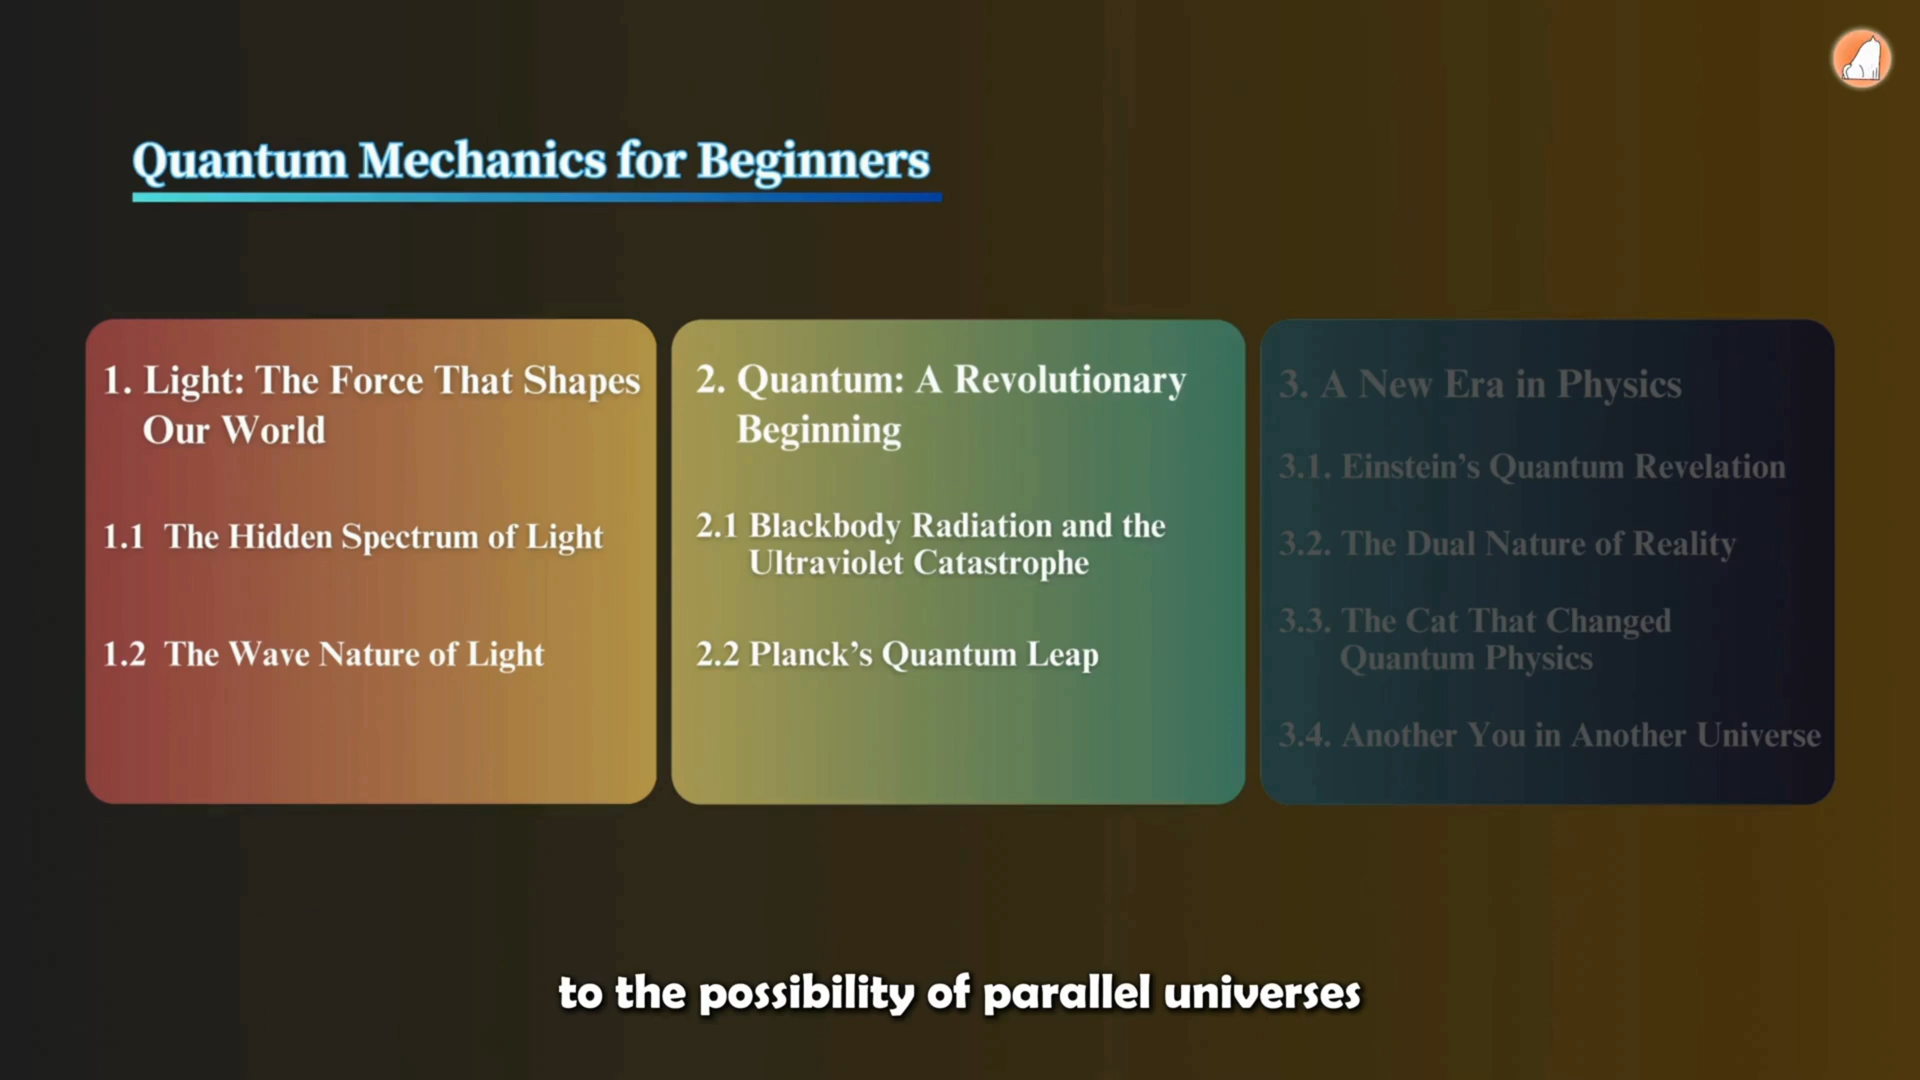 Quantum Mechanics for Beginners
1. Light: The Force That Shapes
Our World
1.1 The Hidden Spectrum of Light
1.2 The Wave Nature of Light
2. Quantum: A Revolutionary
Beginning
2.1 Blackbody Radiation and the
Ultraviolet Catastrophe
2.2 Planck’s Quantum Leap
3. A New Era in Physics
3.1. Einstein’s Quantum Revelation
3.2. The Dual Nature of Reality
3.3. The Cat That Changed
Quantum Physics
3.4. Another You in Another Universe
to the possibility of parallel universes